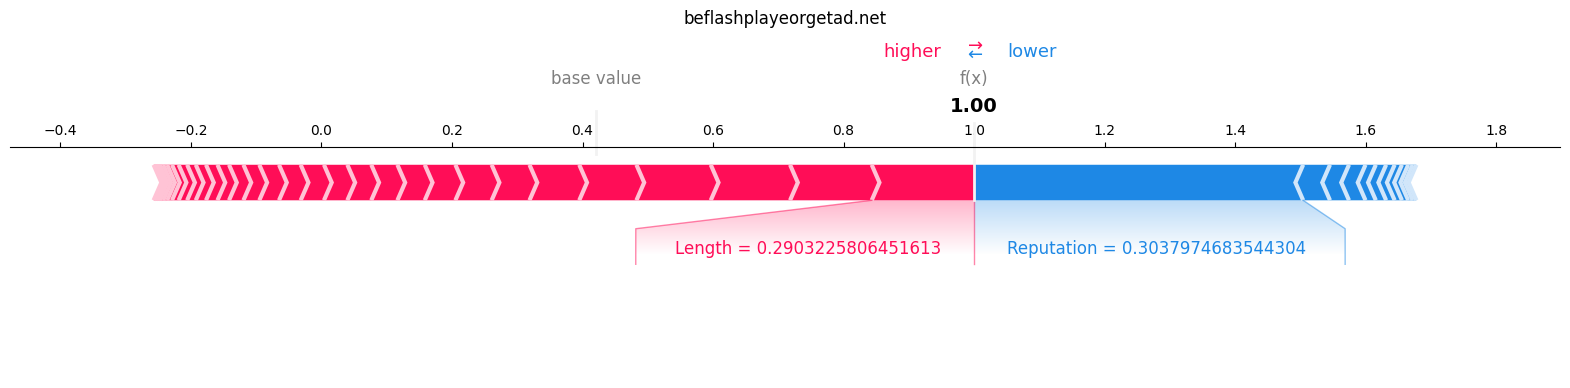 beflashplayeorgetad.net
higher ⇄ lower
base value f(x)
1.00
−0.4 −0.2 0.0 0.2 0.4 0.6 0.8 1.0 1.2 1.4 1.6 1.8
Length = 0.2903225806451613 Reputation = 0.3037974683544304